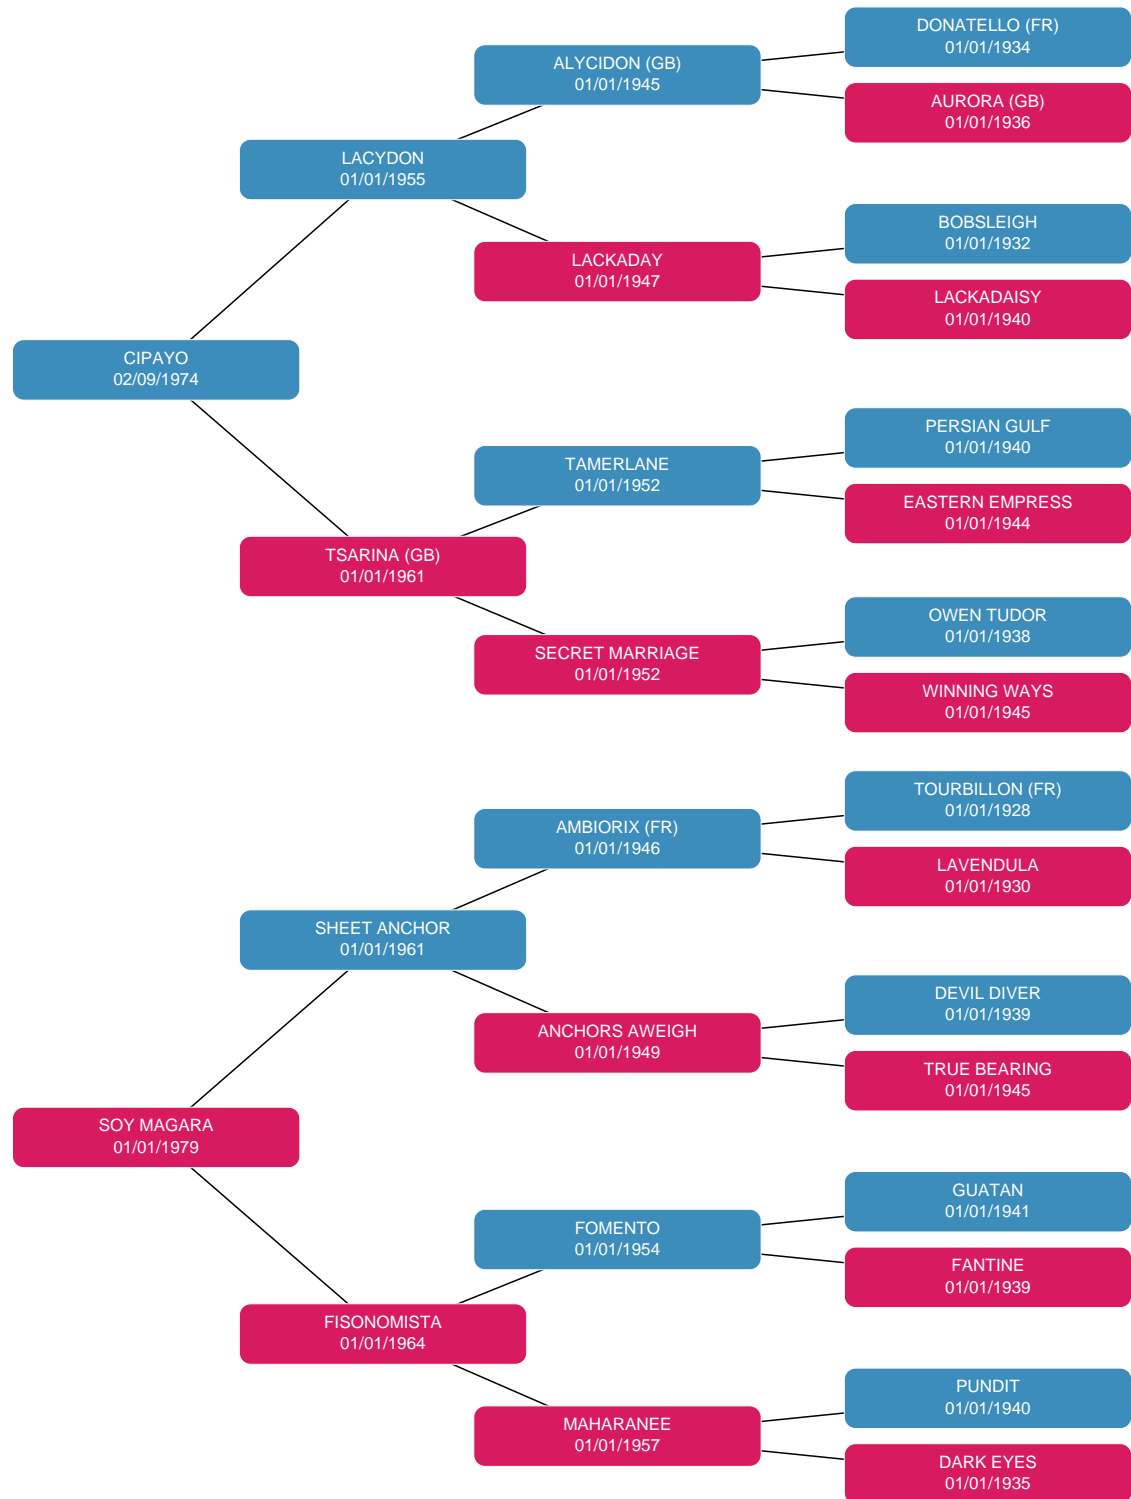 DONATELLO (FR)
01/01/1934
ALYCIDON (GB)
01/01/1945
AURORA (GB)
01/01/1936
LACYDON
01/01/1955
BOBSLEIGH
01/01/1932
LACKADAY
01/01/1947
LACKADAISY
01/01/1940
CIPAYO
02/09/1974
PERSIAN GULF
01/01/1940
TAMERLANE
01/01/1952
EASTERN EMPRESS
01/01/1944
TSARINA (GB)
01/01/1961
OWEN TUDOR
01/01/1938
SECRET MARRIAGE
01/01/1952
WINNING WAYS
01/01/1945
TOURBILLON (FR)
01/01/1928
AMBIORIX (FR)
01/01/1946
LAVENDULA
01/01/1930
SHEET ANCHOR
01/01/1961
DEVIL DIVER
01/01/1939
ANCHORS AWEIGH
01/01/1949
TRUE BEARING
01/01/1945
SOY MAGARA
01/01/1979
GUATAN
01/01/1941
FOMENTO
01/01/1954
FANTINE
01/01/1939
FISONOMISTA
01/01/1964
PUNDIT
01/01/1940
MAHARANEE
01/01/1957
DARK EYES
01/01/1935